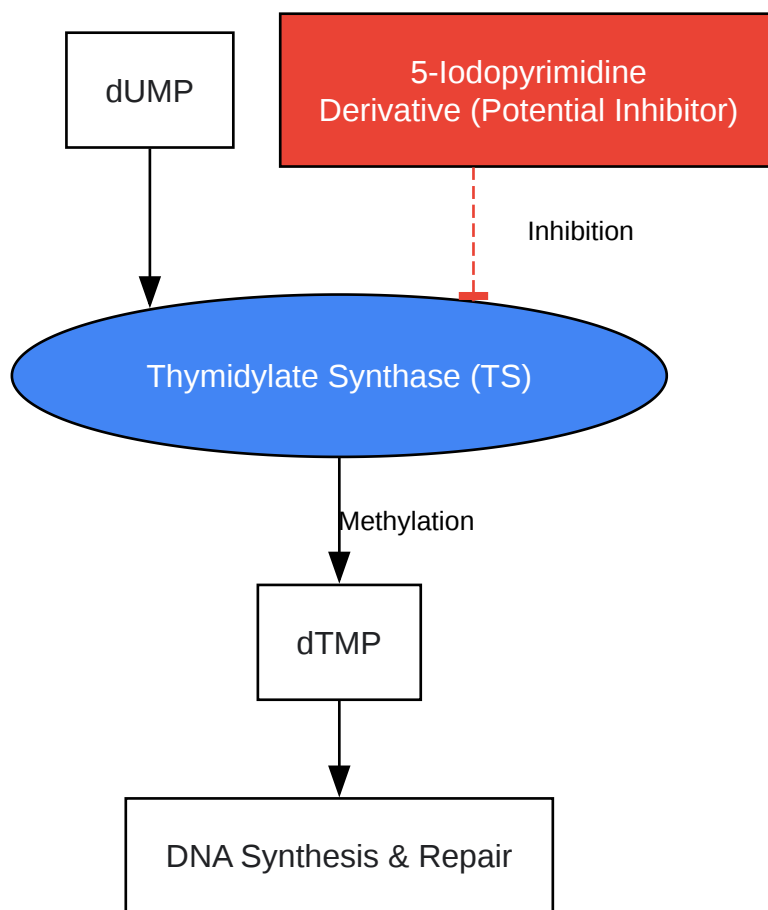 dUMP
5-Iodopyrimidine
Derivative (Potential Inhibitor)
Inhibition
Thymidylate Synthase (TS)
Methylation
dTMP
DNA Synthesis & Repair